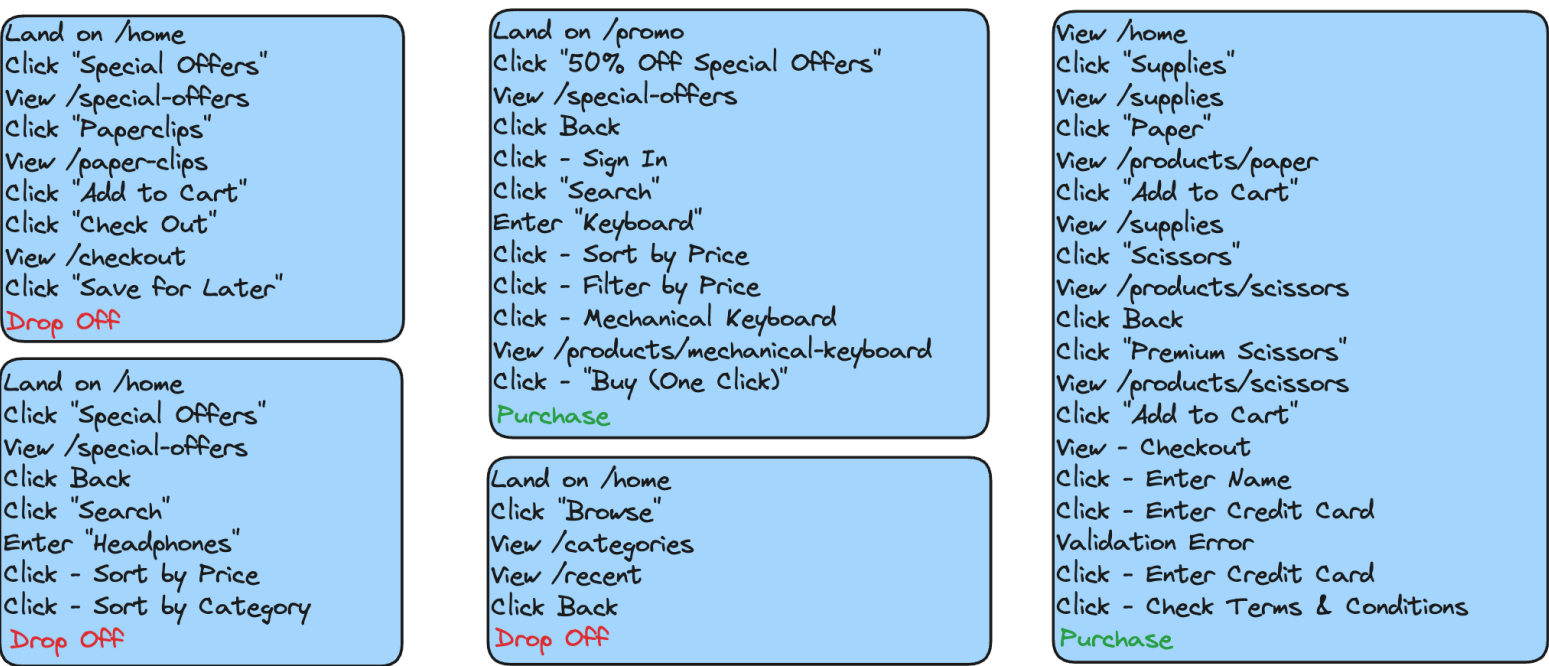 Land on /home
Click "Special Offers"
View /special-offers
Click "Paperclips"
View /paper-clips
Click "Add to Cart"
Click "Check Out"
View /checkout
Click "Save for Later"
Drop Off
Land on /home
Click "Special Offers"
View /special-offers
Click Back
Click "Search"
Enter "Headphones"
Click - Sort by Price
Click - Sort by Category
Drop Off
Land on /promo
Click "50% Off Special Offers"
View /special-offers
Click Back
Click - Sign In
Click "Search"
Enter "Keyboard"
Click - Sort by Price
Click - Filter by Price
Click - Mechanical Keyboard
View /products/mechanical-keyboard
Click - "Buy (One Click)"
Purchase
Land on /home
Click "Browse"
View /categories
View /recent
Click Back
Drop Off
View /home
Click "Supplies"
View /supplies
Click "Paper"
View /products/paper
Click "Add to Cart"
View /supplies
Click "Scissors"
View /products/scissors
Click Back
Click "Premium Scissors"
View /products/scissors
Click "Add to Cart"
View - Checkout
Click - Enter Name
Click - Enter Credit Card
Validation Error
Click - Enter Credit Card
Click - Check Terms & Conditions
Purchase